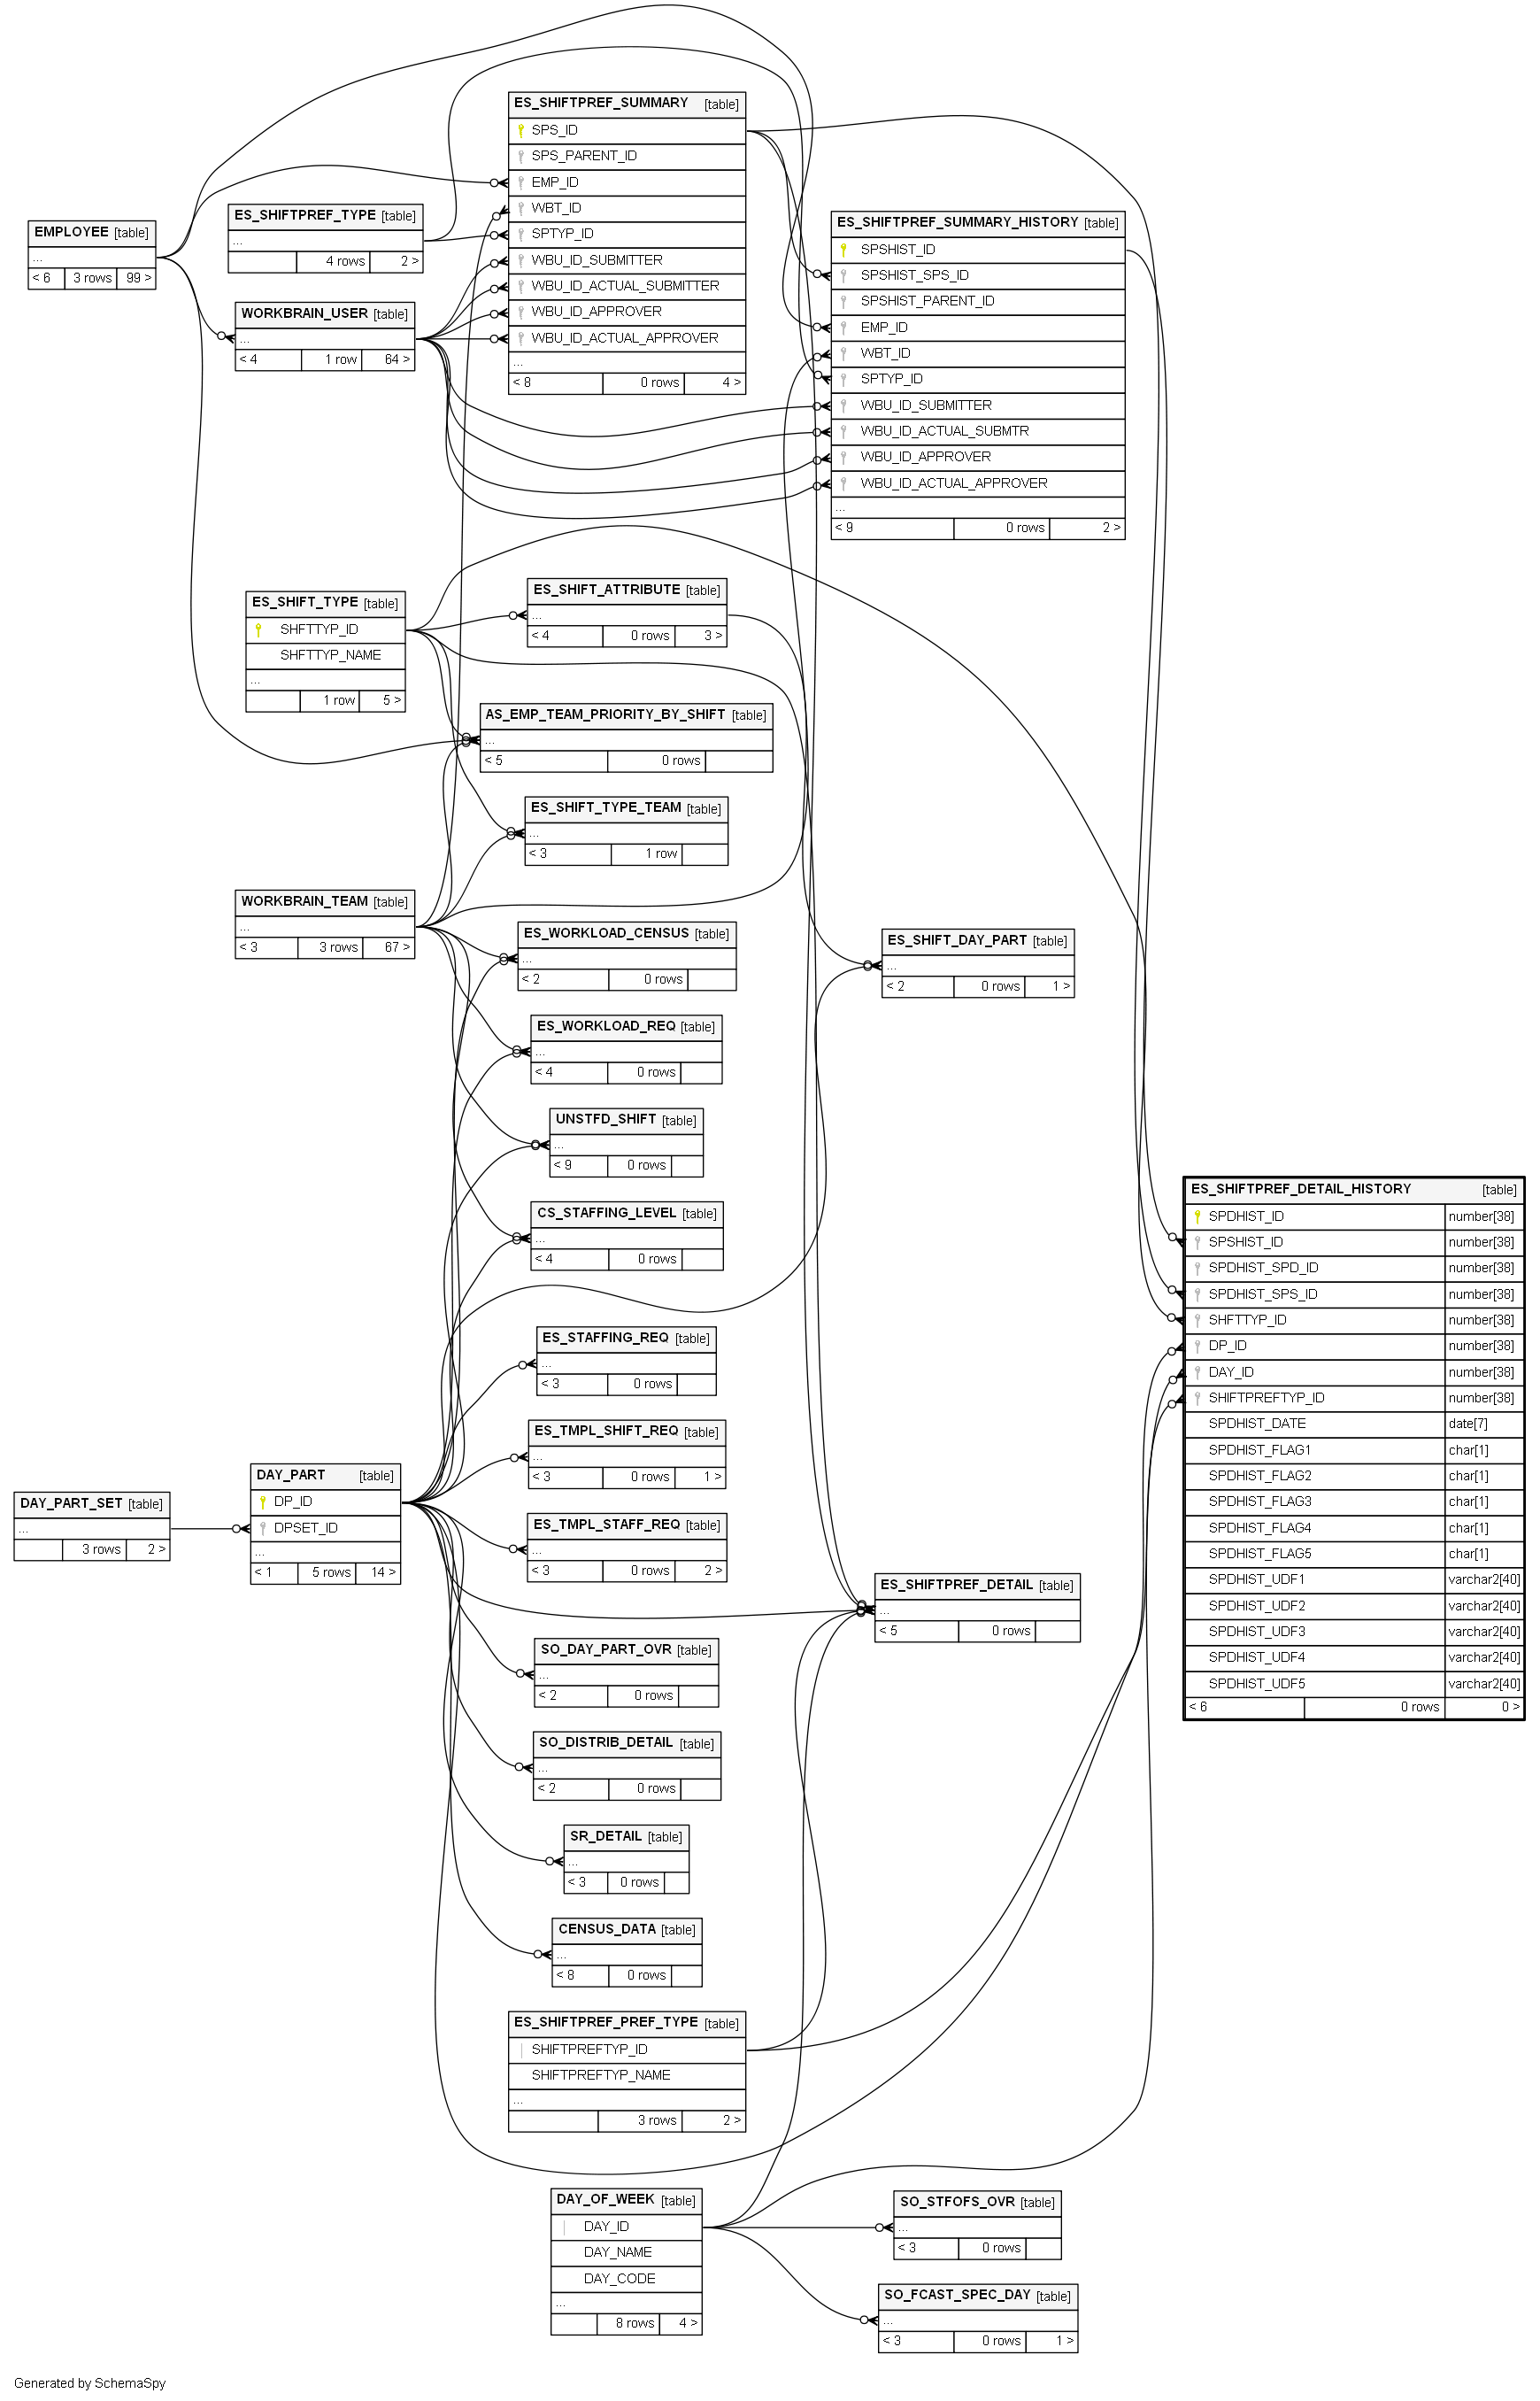 ES_SHIFTPREF_SUMMARY [table]
SPS_ID
SPS_PARENT_ID
EMP_ID
WBT_ID
SPTYP_ID
WBU_ID_SUBMITTER
WBU_ID_ACTUAL_SUBMITTER
WBU_ID_APPROVER
WBU_ID_ACTUAL_APPROVER
...
< 8 0 rows 4 >
ES_SHIFTPREF_TYPE [table]
...
4 rows 2 >
EMPLOYEE [table]
...
< 6 3 rows 99 >
WORKBRAIN_USER [table]
...
< 4 1 row 64 >
ES_SHIFTPREF_SUMMARY_HISTORY [table]
SPSHIST_ID
SPSHIST_SPS_ID
SPSHIST_PARENT_ID
EMP_ID
WBT_ID
SPTYP_ID
WBU_ID_SUBMITTER
WBU_ID_ACTUAL_SUBMTR
WBU_ID_APPROVER
WBU_ID_ACTUAL_APPROVER
...
< 9 0 rows 2 >
ES_SHIFT_TYPE [table]
SHFTTYP_ID
SHFTTYP_NAME
...
1 row 5 >
ES_SHIFT_ATTRIBUTE [table]
...
< 4 0 rows 3 >
AS_EMP_TEAM_PRIORITY_BY_SHIFT [table]
...
< 5 0 rows
ES_SHIFT_TYPE_TEAM [table]
...
< 3 1 row
WORKBRAIN_TEAM [table]
...
< 3 3 rows 67 >
ES_WORKLOAD_CENSUS [table]
...
< 2 0 rows
ES_SHIFT_DAY_PART [table]
...
< 2 0 rows 1 >
ES_WORKLOAD_REQ [table]
...
< 4 0 rows
UNSTFD_SHIFT [table]
...
< 9 0 rows
CS_STAFFING_LEVEL [table]
...
< 4 0 rows
ES_SHIFTPREF_DETAIL_HISTORY [table]
SPDHIST_ID number[38]
SPSHIST_ID number[38]
SPDHIST_SPD_ID number[38]
SPDHIST_SPS_ID number[38]
SHFTTYP_ID number[38]
DP_ID number[38]
DAY_ID number[38]
SHIFTPREFTYP_ID number[38]
SPDHIST_DATE date[7]
SPDHIST_FLAG1 char[1]
SPDHIST_FLAG2 char[1]
SPDHIST_FLAG3 char[1]
SPDHIST_FLAG4 char[1]
SPDHIST_FLAG5 char[1]
SPDHIST_UDF1 varchar2[40]
SPDHIST_UDF2 varchar2[40]
SPDHIST_UDF3 varchar2[40]
SPDHIST_UDF4 varchar2[40]
SPDHIST_UDF5 varchar2[40]
< 6 0 rows 0 >
ES_STAFFING_REQ [table]
...
< 3 0 rows
ES_TMPL_SHIFT_REQ [table]
...
< 3 0 rows 1 >
DAY_PART [table]
DP_ID
DPSET_ID
...
< 1 5 rows 14 >
DAY_PART_SET [table]
...
3 rows 2 >
ES_TMPL_STAFF_REQ [table]
...
< 3 0 rows 2 >
ES_SHIFTPREF_DETAIL [table]
...
< 5 0 rows
SO_DAY_PART_OVR [table]
...
< 2 0 rows
SO_DISTRIB_DETAIL [table]
...
< 2 0 rows
SR_DETAIL [table]
...
< 3 0 rows
CENSUS_DATA [table]
...
< 8 0 rows
ES_SHIFTPREF_PREF_TYPE [table]
SHIFTPREFTYP_ID
SHIFTPREFTYP_NAME
...
3 rows 2 >
DAY_OF_WEEK [table]
DAY_ID
DAY_NAME
DAY_CODE
...
8 rows 4 >
SO_STFOFS_OVR [table]
...
< 3 0 rows
SO_FCAST_SPEC_DAY [table]
...
< 3 0 rows 1 >
Generated by SchemaSpy